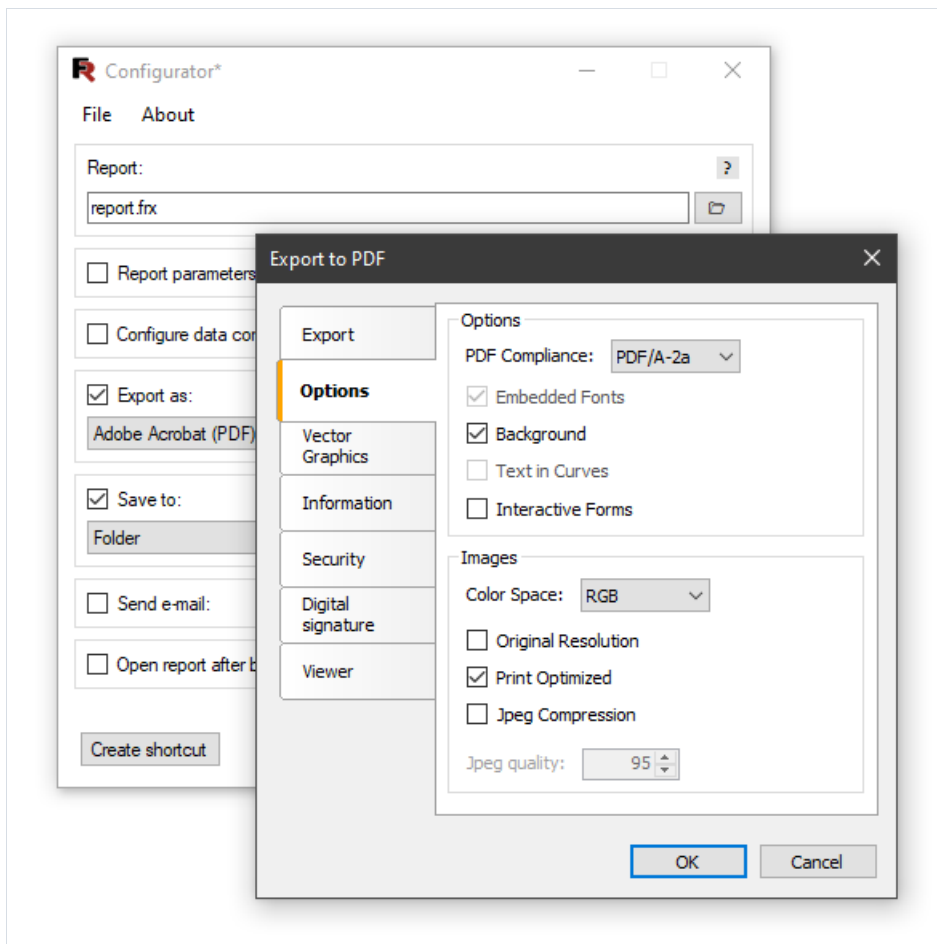 Configurator*
File About
Report:
?
report.frx
Report parameters
Configure data con
Export as:
Adobe Acrobat (PDF)
Save to:
Folder
Send e-mail:
Open report after b
Create shortcut
Export to PDF
Export
Options
Vector
Graphics
Information
Security
Digital
signature
Viewer
Options
PDF Compliance: PDF/A-2a
Embedded Fonts
Background
Text in Curves
Interactive Forms
Images
Color Space: RGB
Original Resolution
Print Optimized
Jpeg Compression
Jpeg quality: 95
OK Cancel